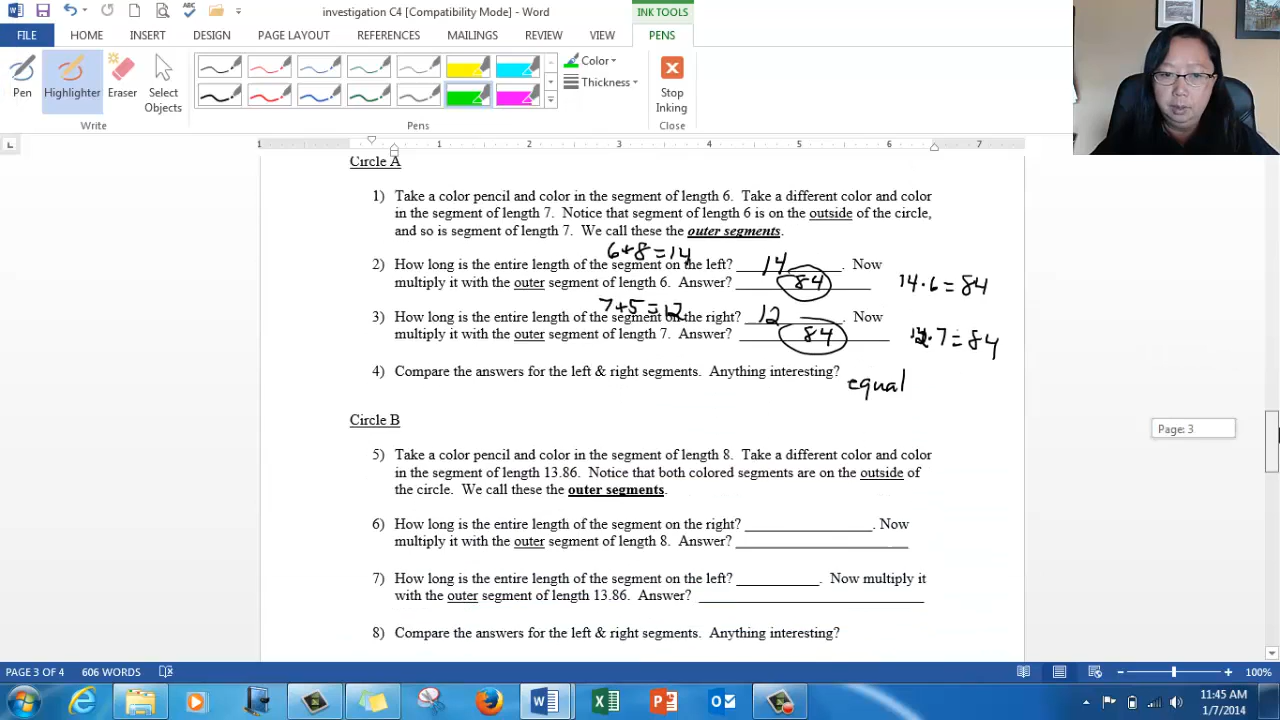 investigation C4 [Compatibility Mode] - Word
INK TOOLS
FILE HOME INSERT DESIGN PAGE LAYOUT REFERENCES MAILINGS REVIEW VIEW PENS
Pen
Highlighter
Eraser
Select Objects
Color
Thickness
Stop Inking
Write
Pens
Close
1 1 2 3 4 5 6 7
Circle A
1) Take a color pencil and color in the segment of length 6. Take a different color and color
in the segment of length 7. Notice that segment of length 6 is on the outside of the circle,
and so is segment of length 7. We call these the outer segments.
6+8=14
2) How long is the entire length of the segment on the left? 14. Now
multiply it with the outer segment of length 6. Answer? 84
14·6=84
7+5=12
3) How long is the entire length of the segment on the right? 12. Now
multiply it with the outer segment of length 7. Answer? 84
12·7=84
4) Compare the answers for the left & right segments. Anything interesting?
equal
Circle B
Page: 3
5) Take a color pencil and color in the segment of length 8. Take a different color and color
in the segment of length 13.86. Notice that both colored segments are on the outside of
the circle. We call these the outer segments.
6) How long is the entire length of the segment on the right? ________________. Now
multiply it with the outer segment of length 8. Answer? ______________________
7) How long is the entire length of the segment on the left? ___________. Now multiply it
with the outer segment of length 13.86. Answer? _____________________________
8) Compare the answers for the left & right segments. Anything interesting?
PAGE 3 OF 4 606 WORDS
100%
11:45 AM
1/7/2014